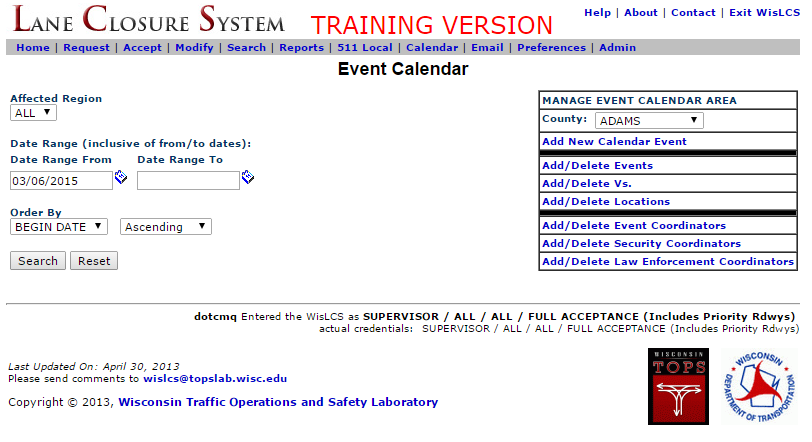 LANE CLOSURE SYSTEM TRAINING VERSION Help | About | Contact | Exit WisLCS
Home | Request | Accept | Modify | Search | Reports | 511 Local | Calendar | Email | Preferences | Admin
Event Calendar
Affected Region
ALL
Date Range (inclusive of from/to dates):
Date Range From Date Range To
03/06/2015
Order By
BEGIN DATE Ascending
Search Reset
MANAGE EVENT CALENDAR AREA
County: ADAMS
Add New Calendar Event
Add/Delete Events
Add/Delete Vs.
Add/Delete Locations
Add/Delete Event Coordinators
Add/Delete Security Coordinators
Add/Delete Law Enforcement Coordinators
dotcmq Entered the WisLCS as SUPERVISOR / ALL / ALL / FULL ACCEPTANCE (Includes Priority Rdwys)
actual credentials: SUPERVISOR / ALL / ALL / FULL ACCEPTANCE (Includes Priority Rdwys)
Last Updated On: April 30, 2013
Please send comments to wislcs@topslab.wisc.edu
Copyright © 2013, Wisconsin Traffic Operations and Safety Laboratory
WISCONSIN
TOPS
WISCONSIN
DEPARTMENT OF TRANSPORTATION